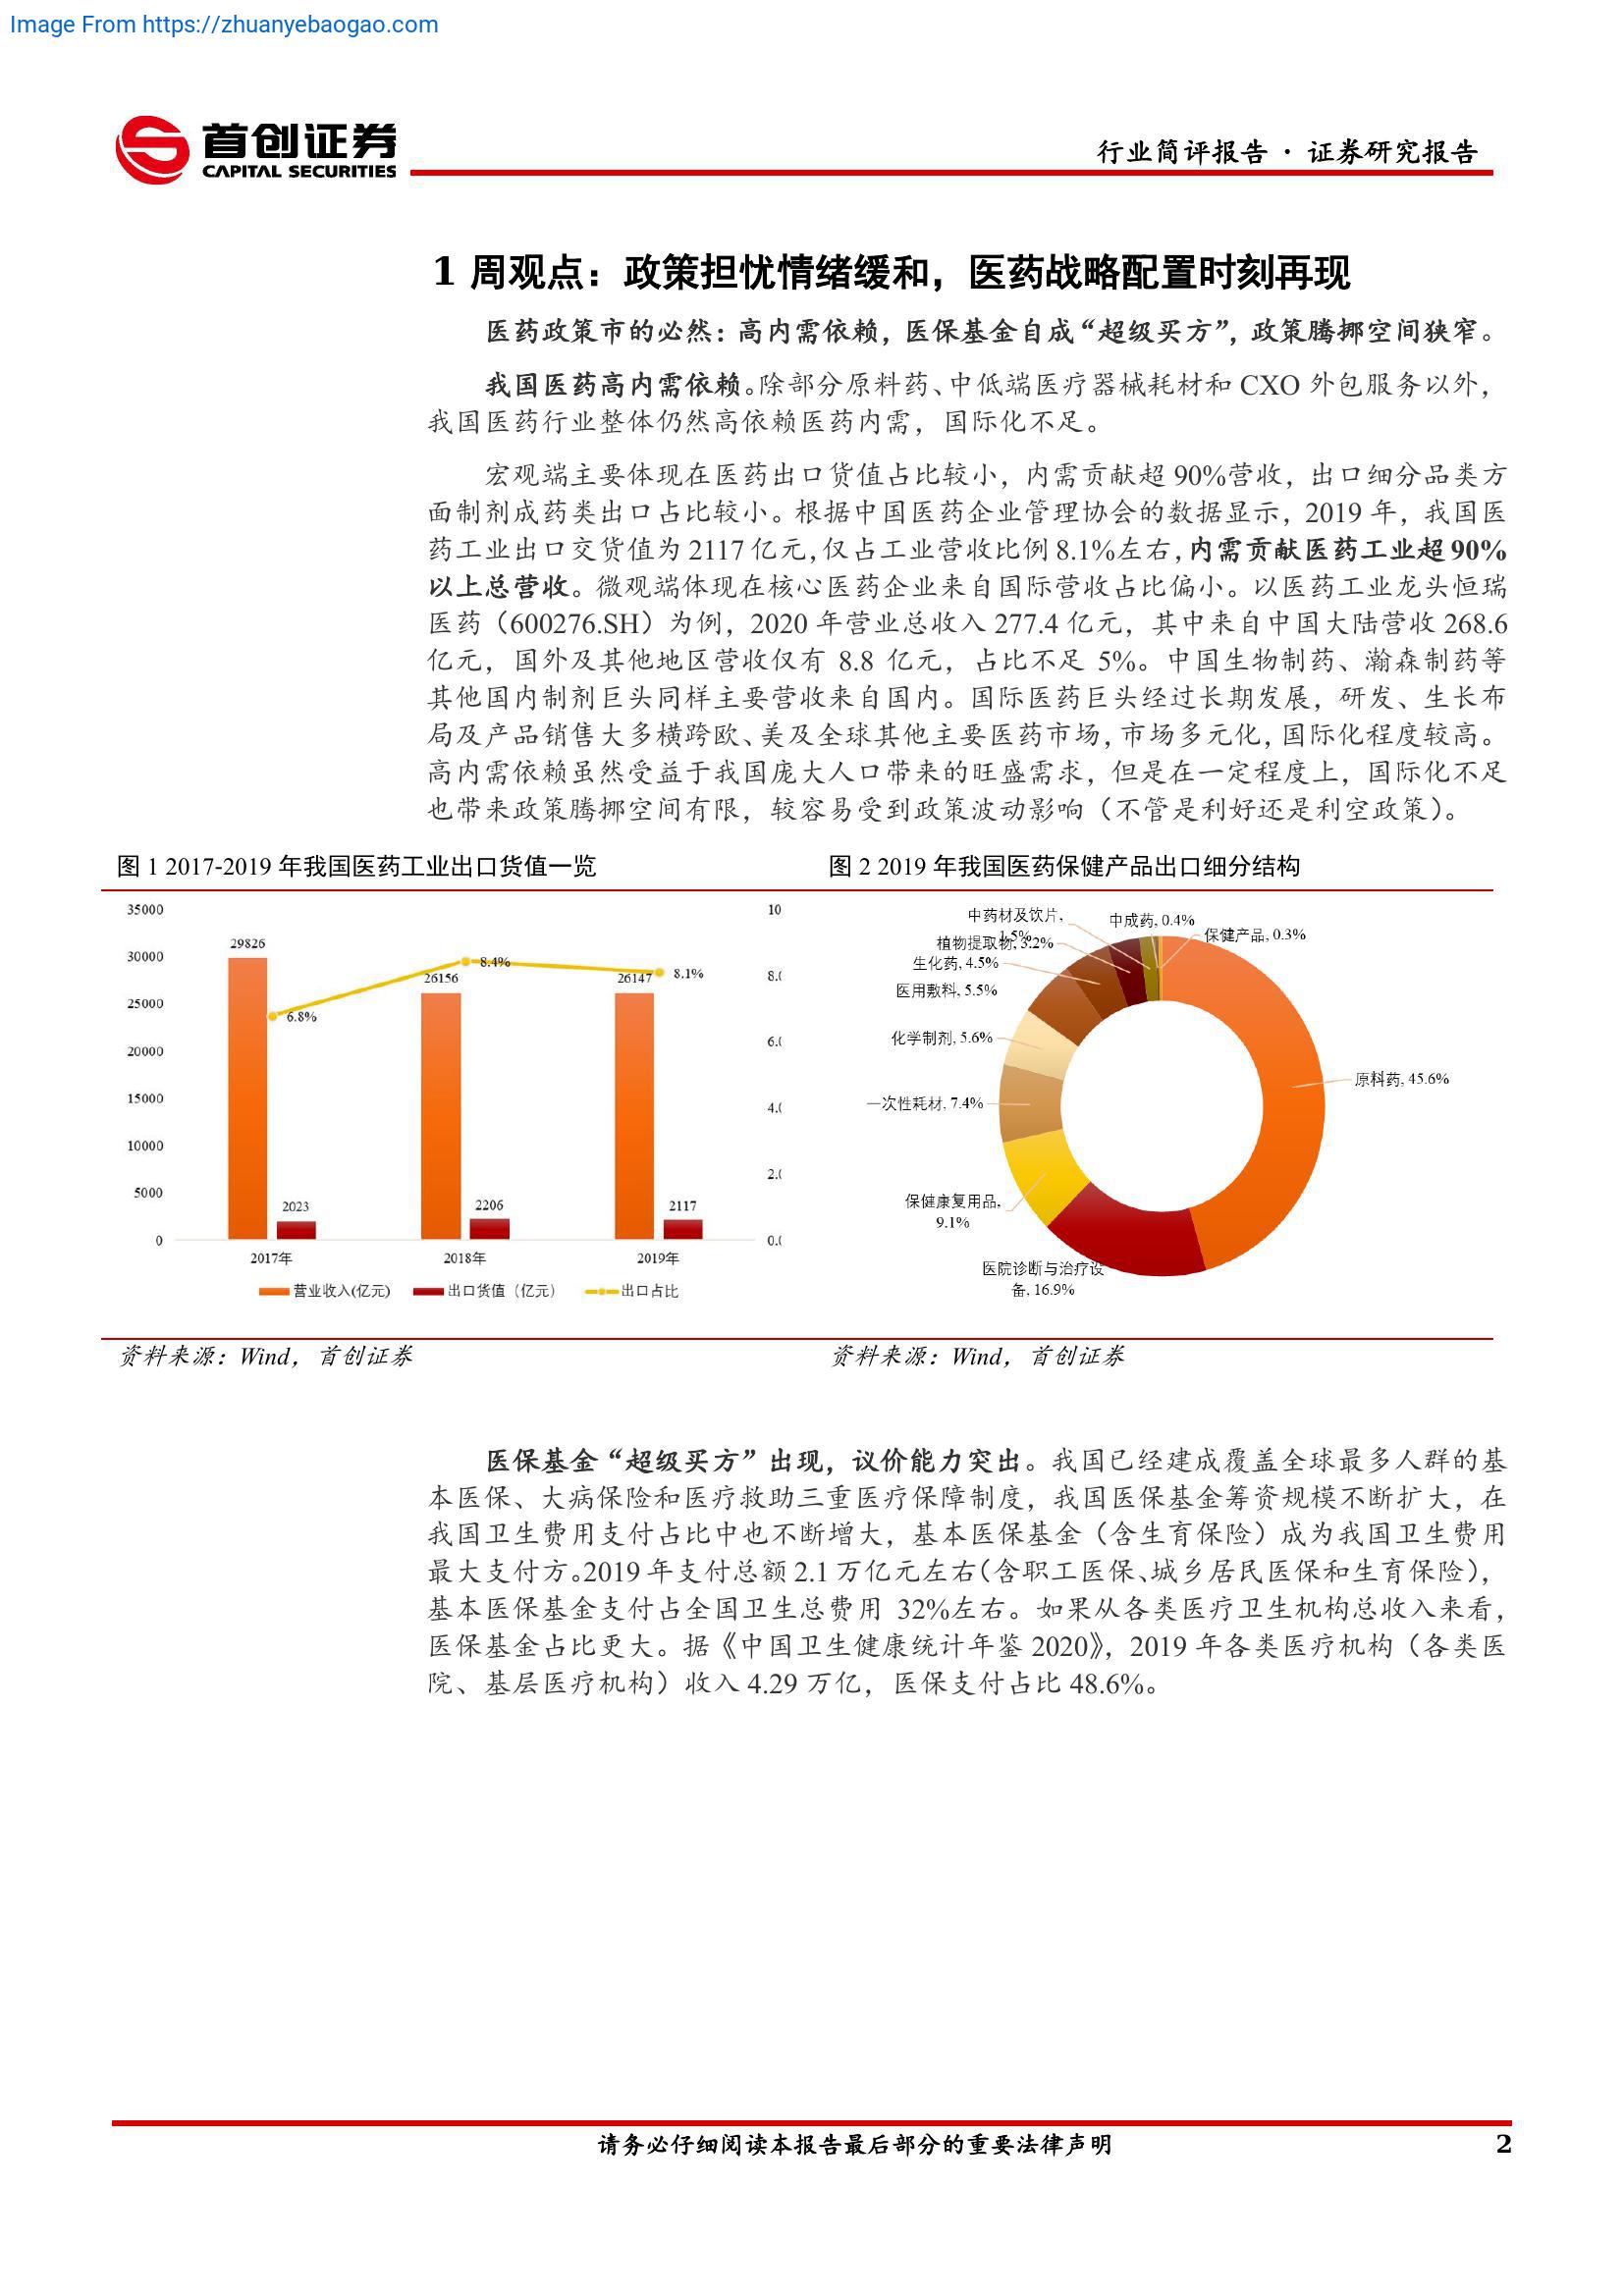 Image From https://zhuanyebaogao.com
首创证券
CAPITAL SECURITIES
行业简评报告 · 证券研究报告
1 周观点：政策担忧情绪缓和，医药战略配置时刻再现
医药政策市的必然：高内需依赖，医保基金自成“超级买方”，政策腾挪空间狭窄。
我国医药高内需依赖。除部分原料药、中低端医疗器械耗材和 CXO 外包服务以外，
我国医药行业整体仍然高依赖医药内需，国际化不足。
宏观端主要体现在医药出口货值占比较小，内需贡献超 90%营收，出口细分品类方
面制剂成药类出口占比较小。根据中国医药企业管理协会的数据显示，2019 年，我国医
药工业出口交货值为 2117 亿元，仅占工业营收比例 8.1%左右，内需贡献医药工业超 90%
以上总营收。微观端体现在核心医药企业来自国际营收占比偏小。以医药工业龙头恒瑞
医药（600276.SH）为例，2020 年营业总收入 277.4 亿元，其中来自中国大陆营收 268.6
亿元，国外及其他地区营收仅有 8.8 亿元，占比不足 5%。中国生物制药、瀚森制药等
其他国内制剂巨头同样主要营收来自国内。国际医药巨头经过长期发展，研发、生长布
局及产品销售大多横跨欧、美及全球其他主要医药市场，市场多元化，国际化程度较高。
高内需依赖虽然受益于我国庞大人口带来的旺盛需求，但是在一定程度上，国际化不足
也带来政策腾挪空间有限，较容易受到政策波动影响（不管是利好还是利空政策）。
图 1 2017-2019 年我国医药工业出口货值一览
35000
30000
25000
20000
15000
10000
5000
0
29826
26156
26147
2023
2206
2117
6.8%
8.4%
8.1%
10
8.(
6.(
4.(
2.(
0.(
2017年
2018年
2019年
营业收入(亿元)
出口货值（亿元）
出口占比
图 2 2019 年我国医药保健产品出口细分结构
中药材及饮片,
1.5%
中成药, 0.4%
保健产品, 0.3%
植物提取物, 3.2%
生化药, 4.5%
医用敷料, 5.5%
化学制剂, 5.6%
一次性耗材, 7.4%
保健康复用品,
9.1%
医院诊断与治疗设
备, 16.9%
原料药, 45.6%
资料来源：Wind，首创证券
资料来源：Wind，首创证券
医保基金“超级买方”出现，议价能力突出。我国已经建成覆盖全球最多人群的基
本医保、大病保险和医疗救助三重医疗保障制度，我国医保基金筹资规模不断扩大，在
我国卫生费用支付占比中也不断增大，基本医保基金（含生育保险）成为我国卫生费用
最大支付方。2019 年支付总额 2.1 万亿元左右（含职工医保、城乡居民医保和生育保险），
基本医保基金支付占全国卫生总费用 32%左右。如果从各类医疗卫生机构总收入来看，
医保基金占比更大。据《中国卫生健康统计年鉴 2020》，2019 年各类医疗机构（各类医
院、基层医疗机构）收入 4.29 万亿，医保支付占比 48.6%。
请务必仔细阅读本报告最后部分的重要法律声明
2